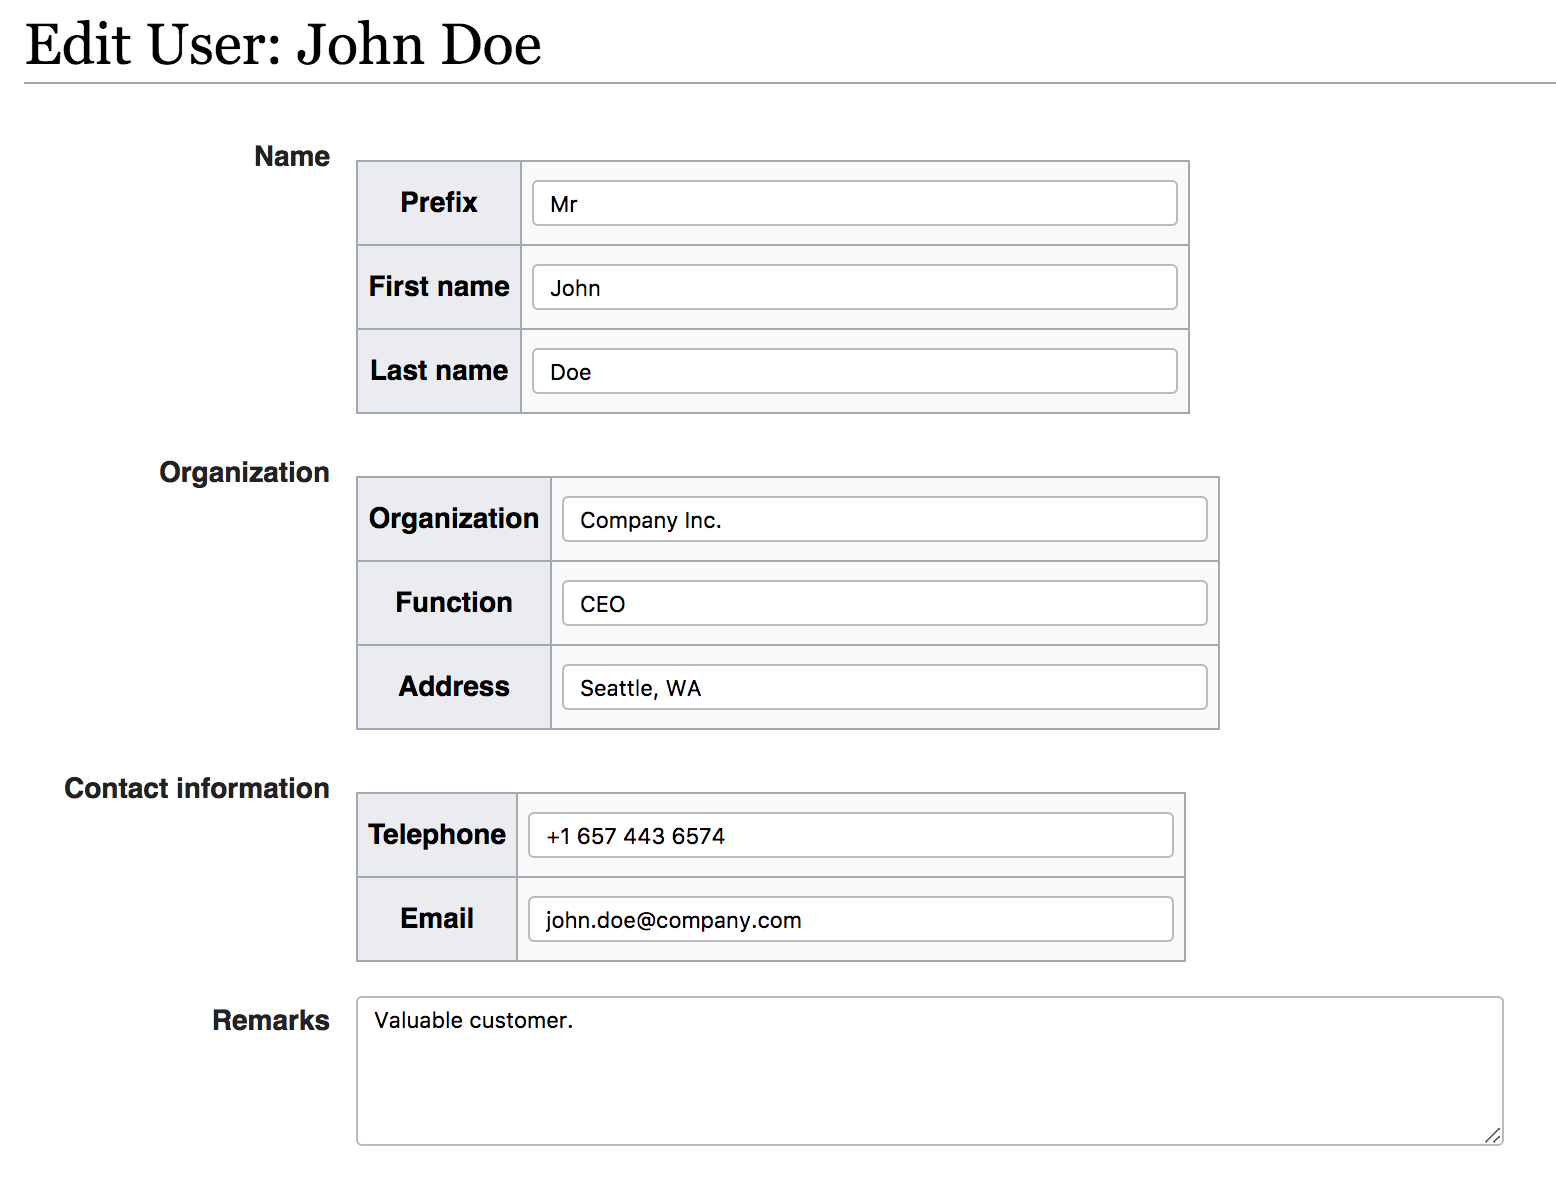 Edit User: John Doe
Name
Prefix Mr
First name John
Last name Doe
Organization
Organization Company Inc.
Function CEO
Address Seattle, WA
Contact information
Telephone +1 657 443 6574
Email john.doe@company.com
Remarks Valuable customer.